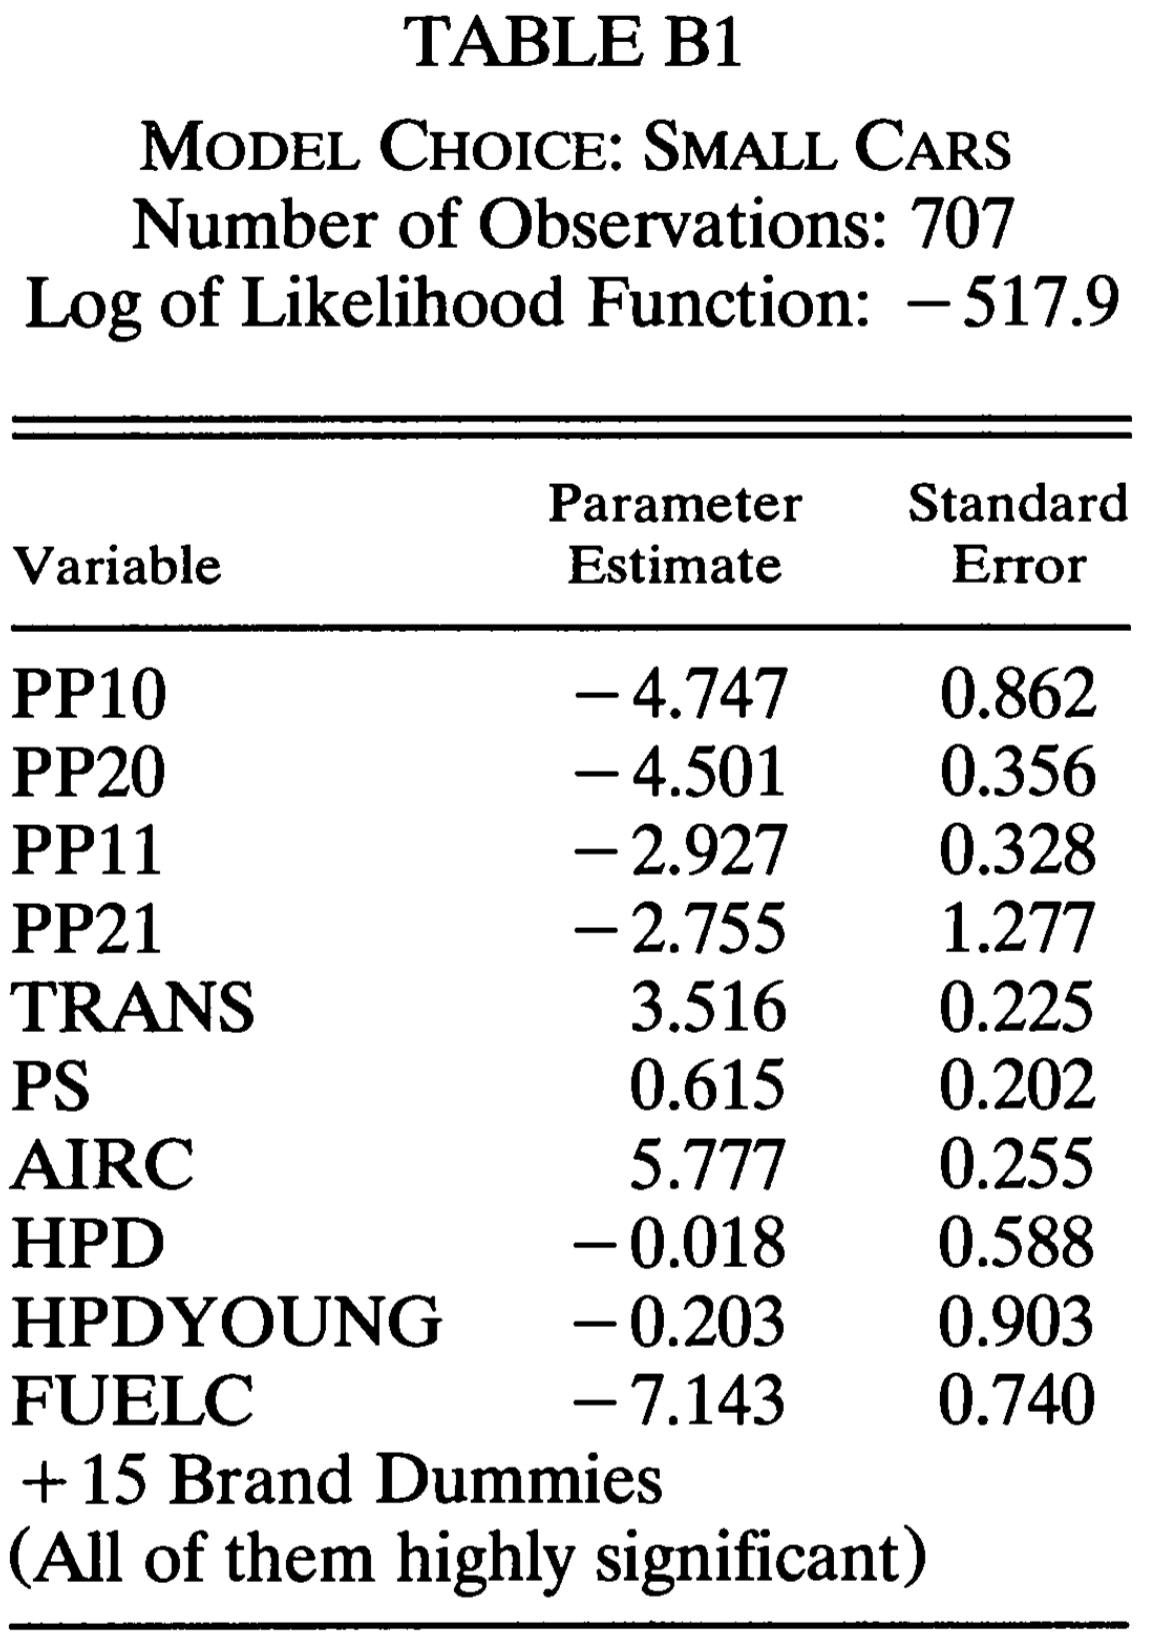 TABLE B1
MODEL CHOICE: SMALL CARS
Number of Observations: 707
Log of Likelihood Function: −517.9
Parameter Standard
Variable Estimate Error
PP10 −4.747 0.862
PP20 −4.501 0.356
PP11 −2.927 0.328
PP21 −2.755 1.277
TRANS 3.516 0.225
PS 0.615 0.202
AIRC 5.777 0.255
HPD −0.018 0.588
HPDYOUNG −0.203 0.903
FUELC −7.143 0.740
+15 Brand Dummies
(All of them highly significant)